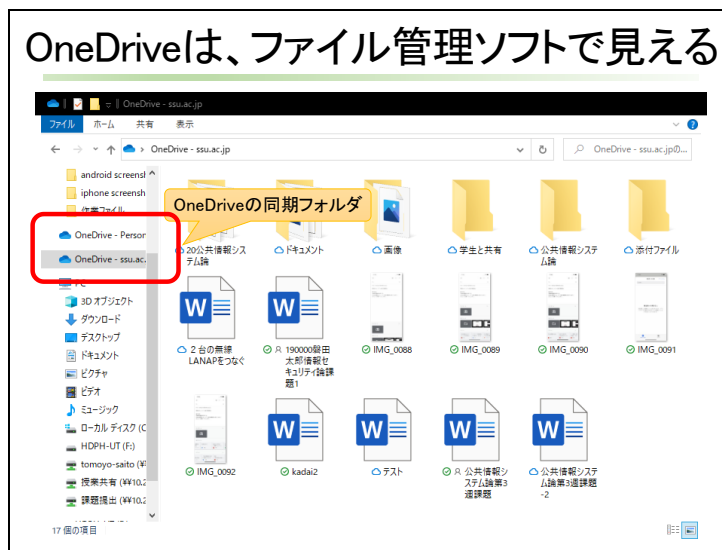 OneDriveは、ファイル管理ソフトで見える
OneDrive - ssu.ac.jp
ファイル ホーム 共有 表示
OneDrive - ssu.ac.jp
OneDrive - ssu.ac.jpの...
android screensh
iphone screensh
作業ファイル
OneDriveの同期フォルダ
OneDrive - Person
OneDrive - ssu.ac.
PC
3D オブジェクト
ダウンロード
デスクトップ
ドキュメント
ピクチャ
ビデオ
ミュージック
ローカル ディスク (C
HDPH-UT (F:)
tomoyo-saito (¥
授業共有 (¥¥10.2
課題提出 (¥¥10.2
20公共情報シス
テム論
ドキュメント
画像
学生と共有
公共情報システ
ム論
添付ファイル
2 台の無線
LANAPをつなぐ
190000磐田
太郎情報セ
キュリティ論課
題1
IMG_0088
IMG_0089
IMG_0090
IMG_0091
IMG_0092
kadai2
テスト
公共情報シ
ステム論第3
週課題
公共情報システ
ム論第3週課題
-2
17 個の項目